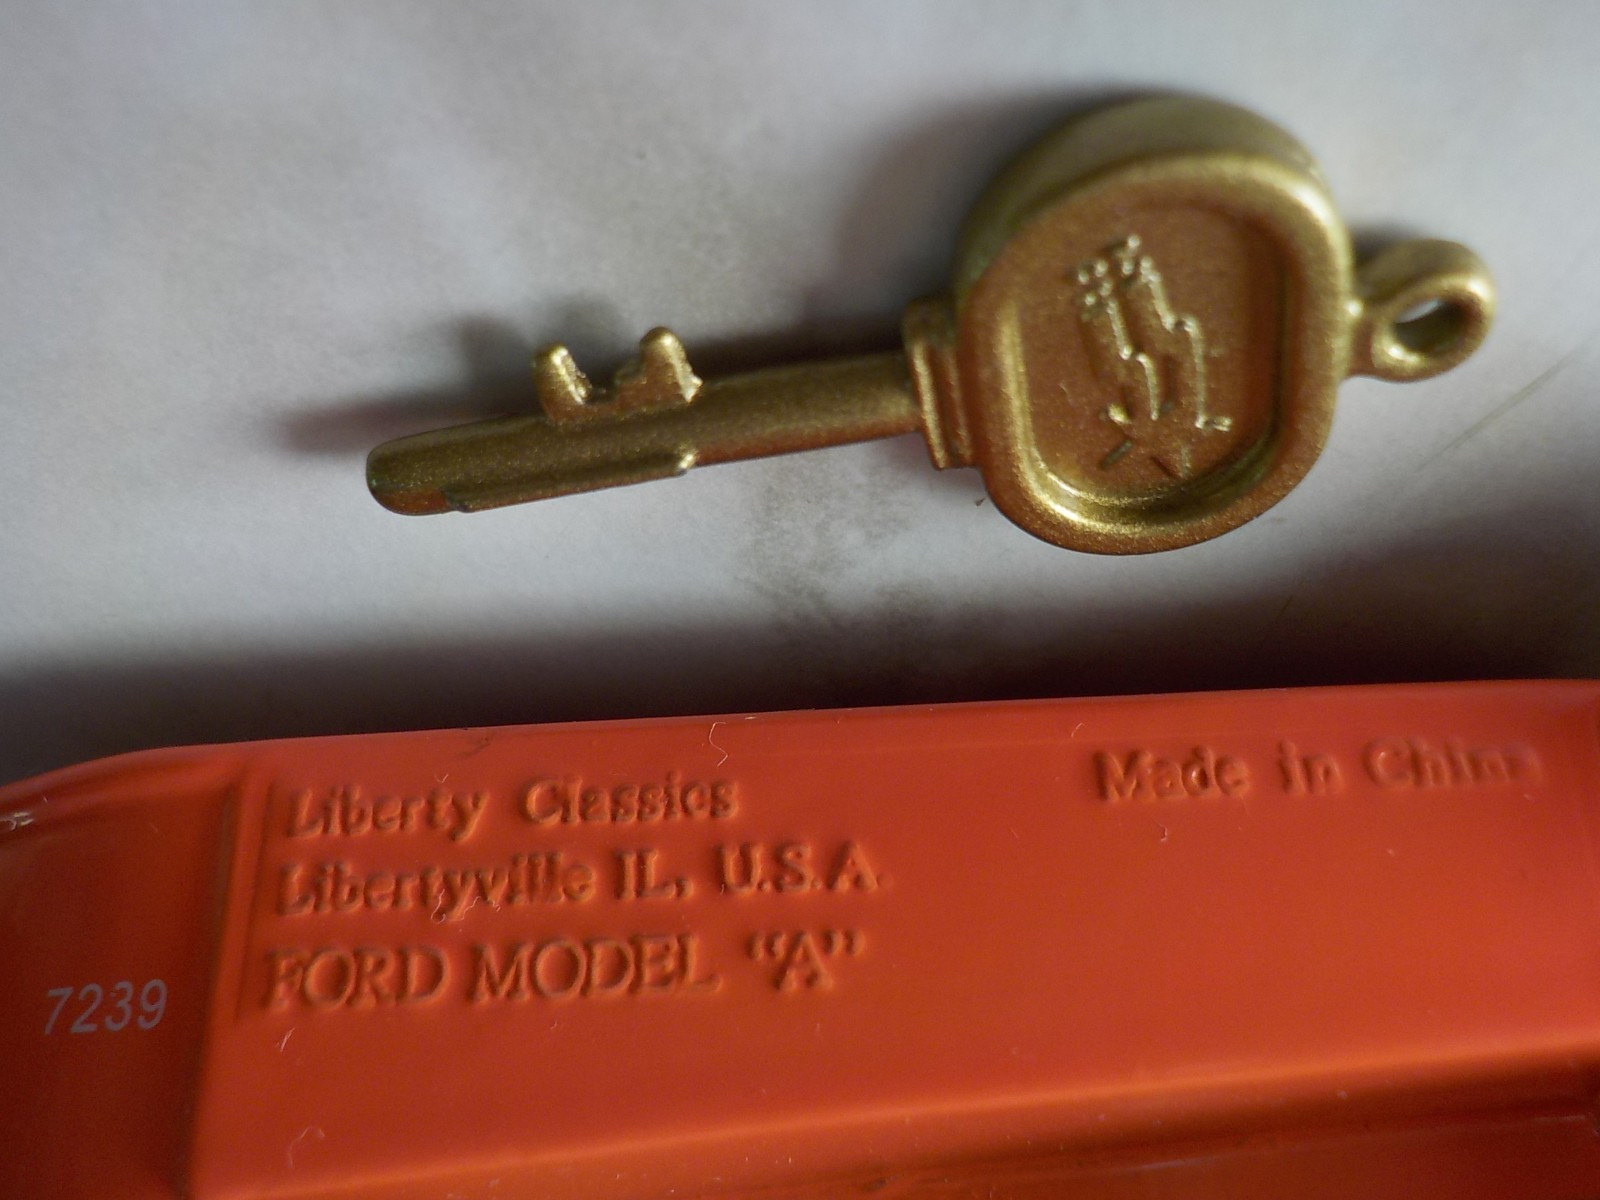 Liberty Classics
Made in China
Libertyville IL, U.S.A.
FORD MODEL "A"
7239